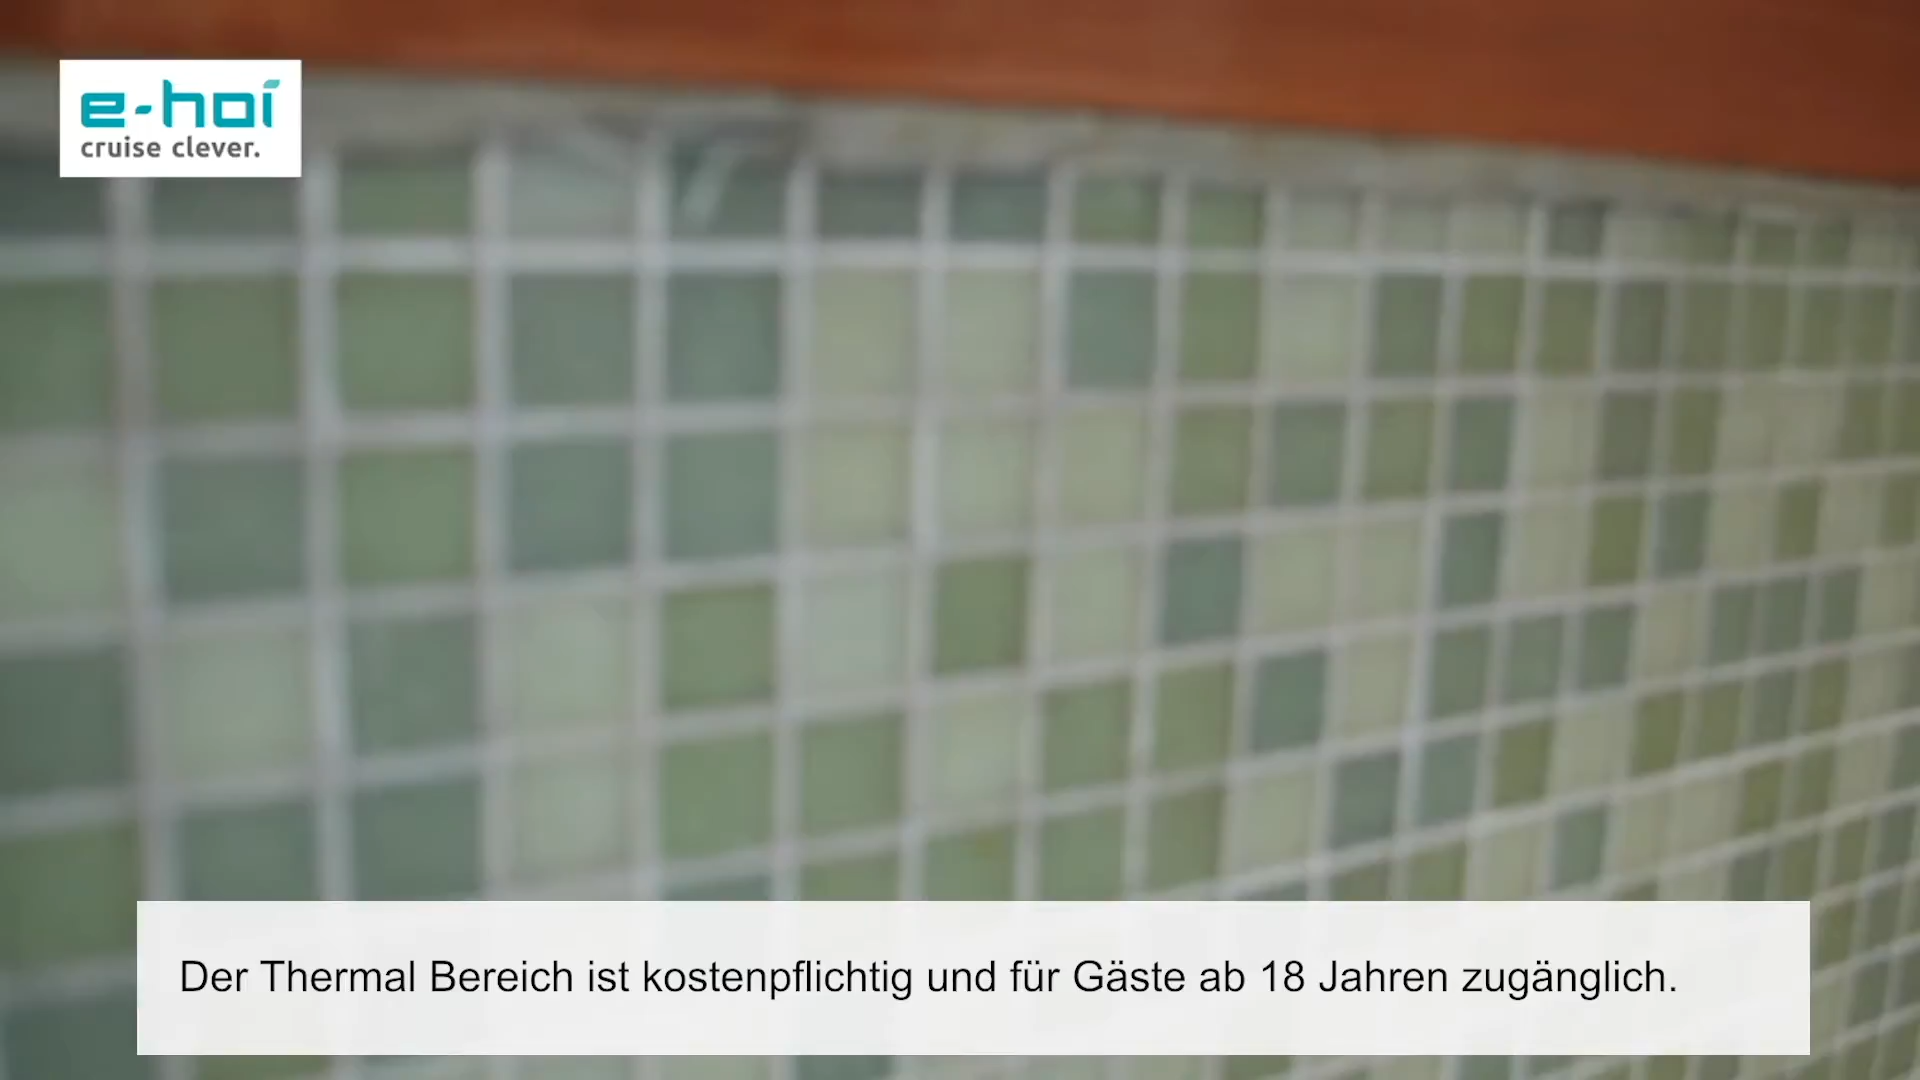 e-hoi
cruise clever.
Der Thermal Bereich ist kostenpflichtig und für Gäste ab 18 Jahren zugänglich.